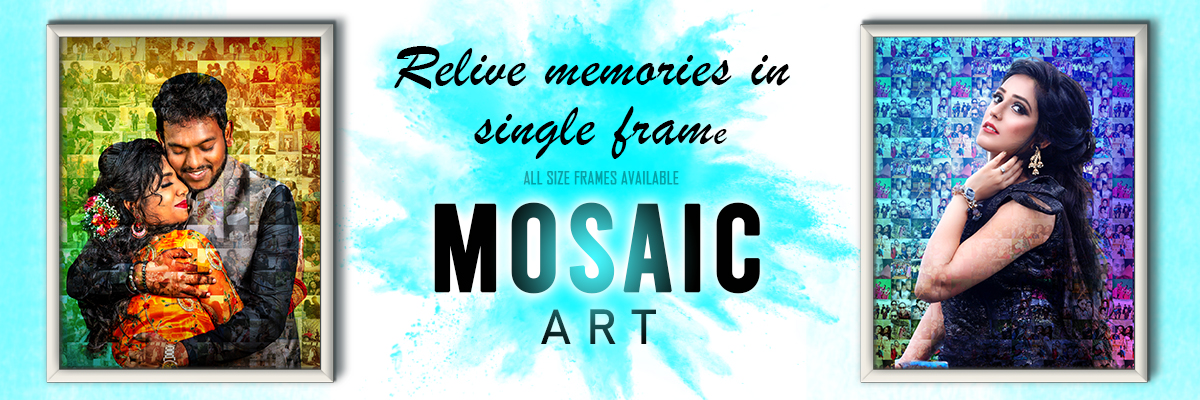 Relive memories in
single frame
ALL SIZE FRAMES AVAILABLE
MOSAIC
ART